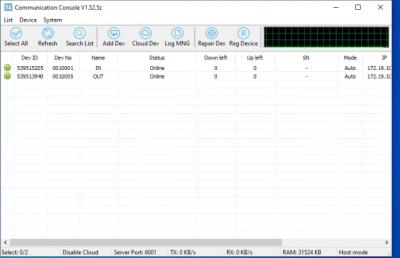 Communication Console V1.52.5z
List Device System
Select All Refresh Search List Add Dev Cloud Dev Log MNG Repair Dev Reg Device
Dev ID Dev No Name Status Down left Up left SN Mode IP
539515205 0010001 IN Online 0 0 - Auto 172.19.10
539513940 0010005 OUT Online 0 0 - Auto 172.19.10
Select: 0/2 Disable Cloud Server Port: 6001 TX: 0 KB/s RX: 0 KB/s RAM: 31524 KB Host mode